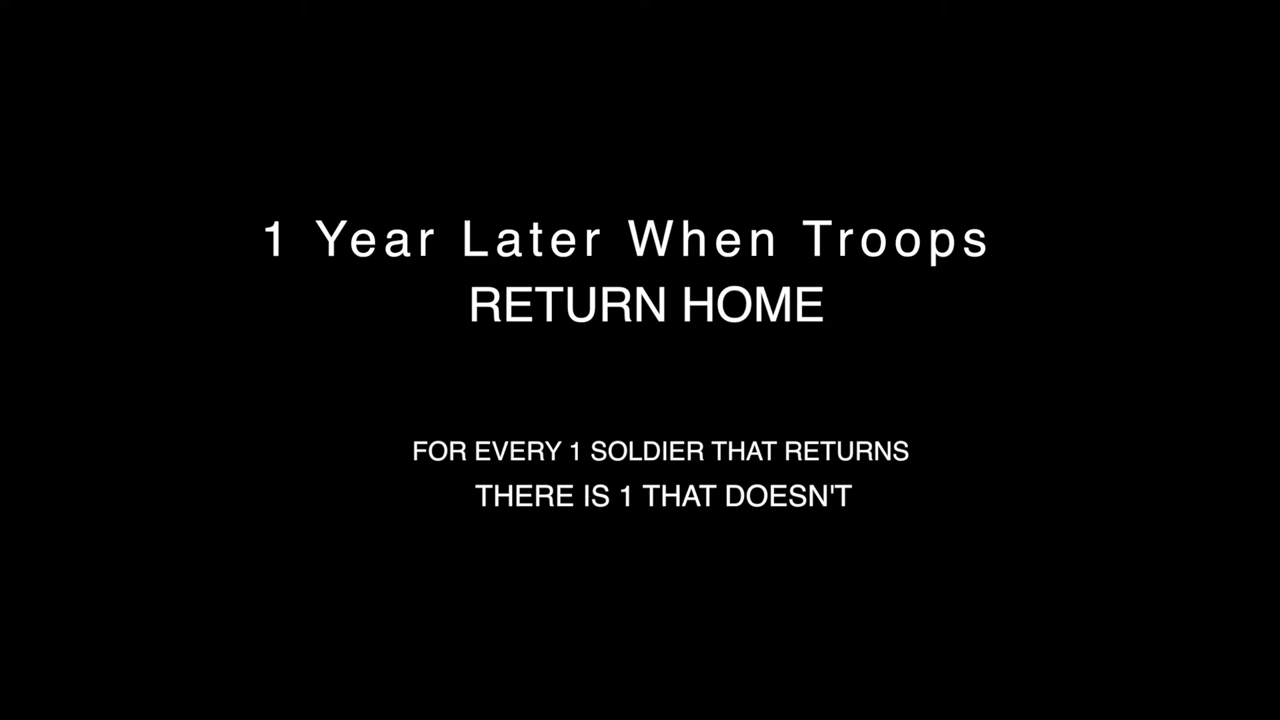 1 Year Later When Troops
RETURN HOME
FOR EVERY 1 SOLDIER THAT RETURNS
THERE IS 1 THAT DOESN'T